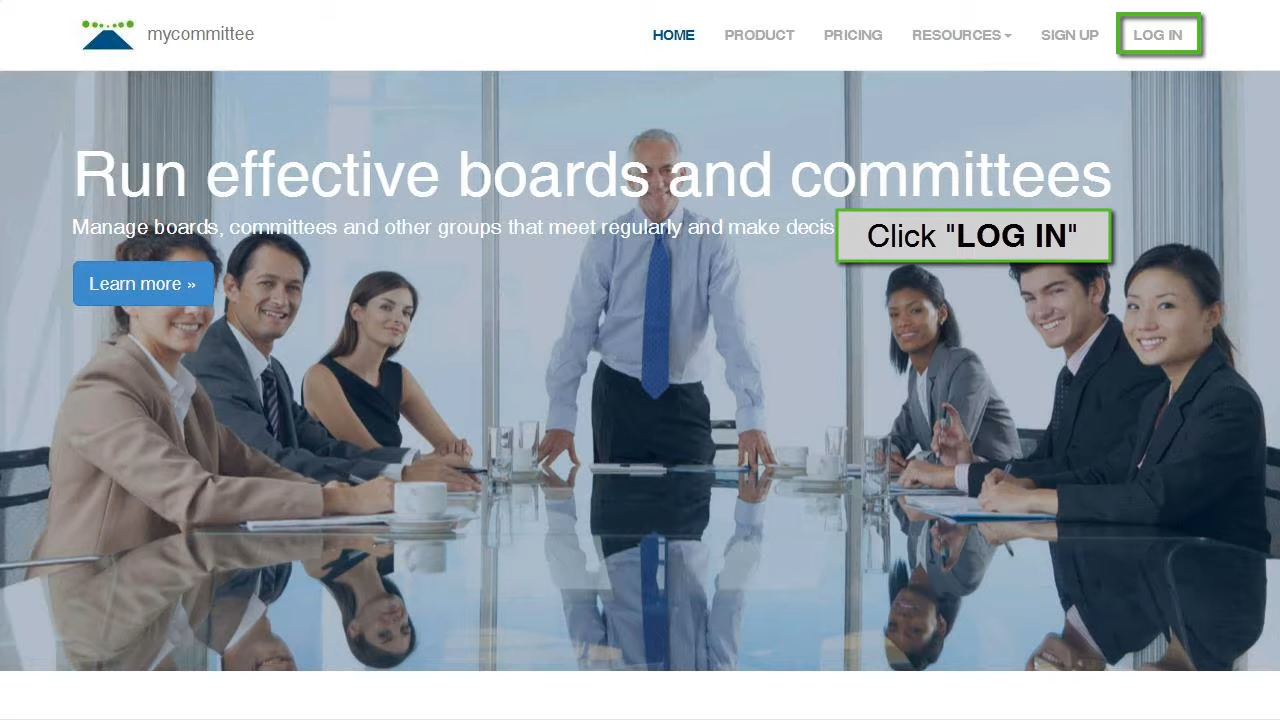 mycommittee
HOME PRODUCT PRICING RESOURCES SIGN UP LOG IN
Run effective boards and committees
Manage boards, committees and other groups that meet regularly and make decis
Click "LOG IN"
Learn more »